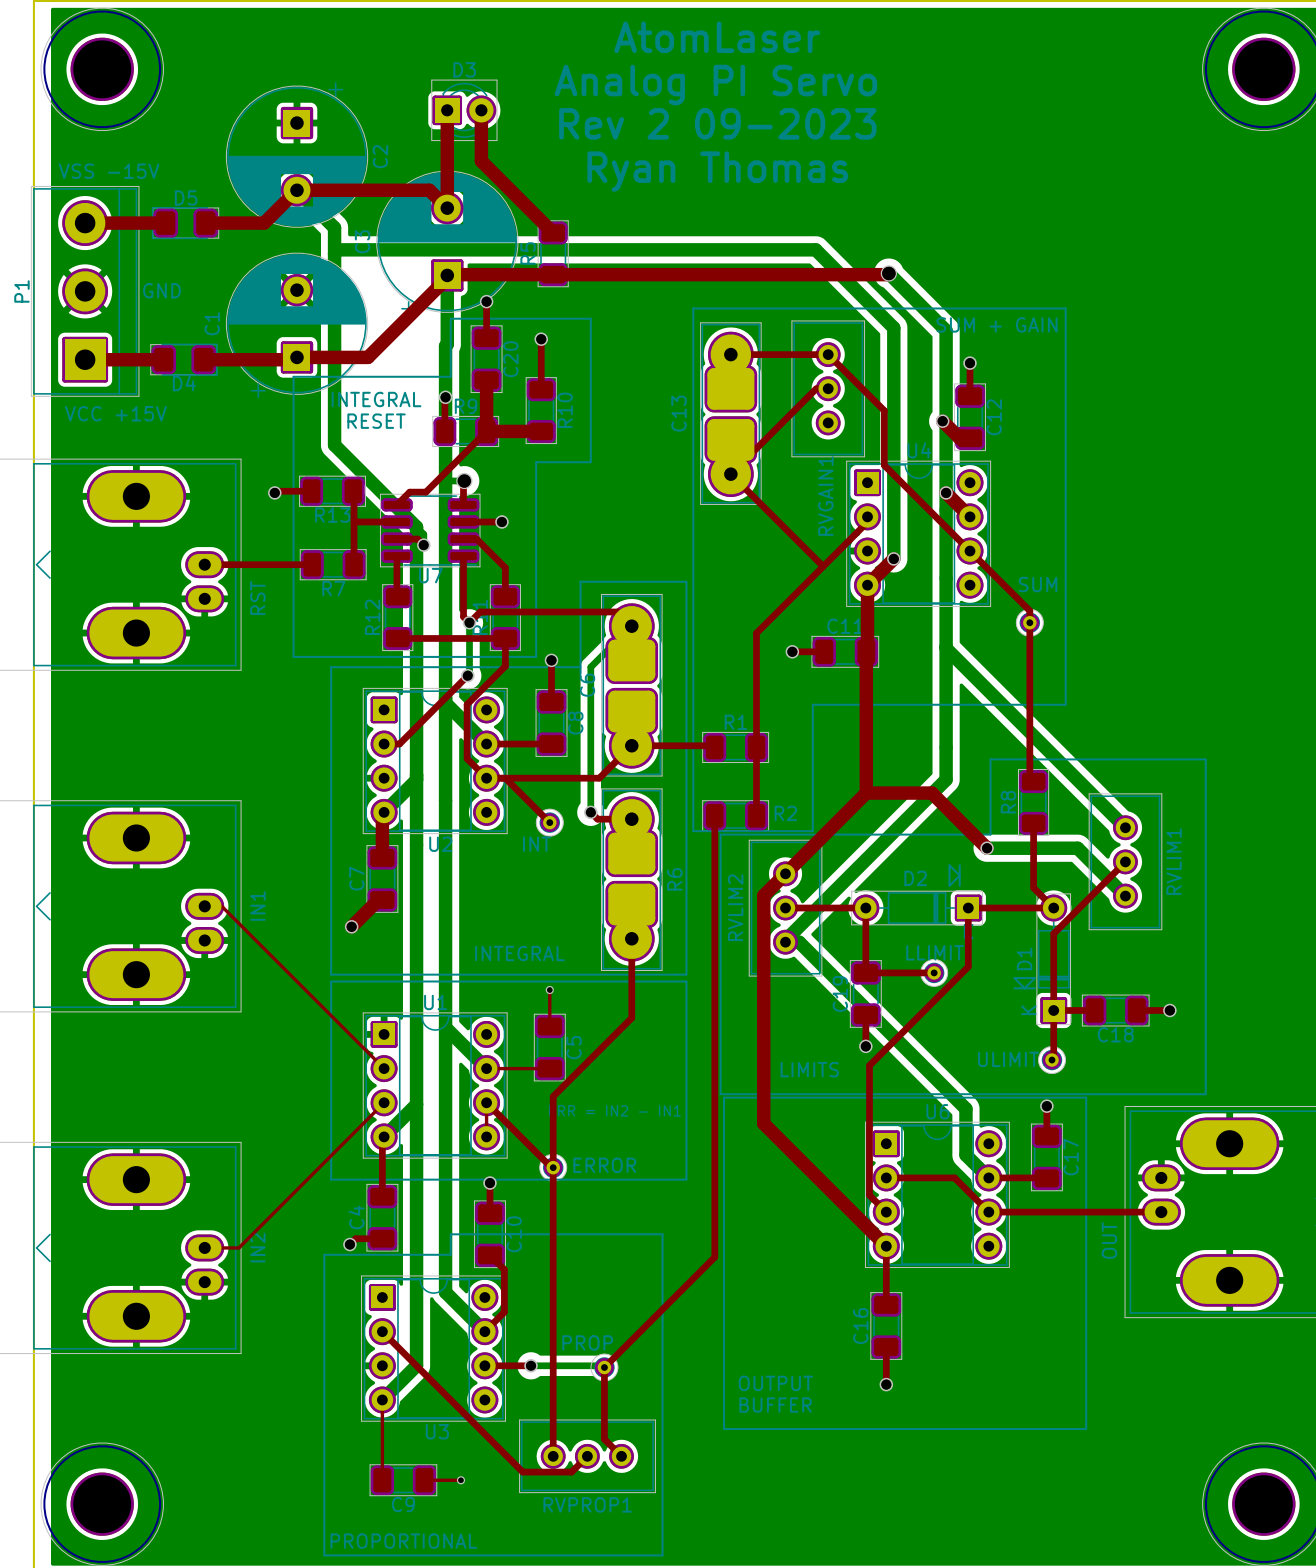 AtomLaser
Analog PI Servo
Rev 2 09-2023
Ryan Thomas
D3
+
C2
VSS -15V
D5
C3
R5
P1
GND
C1
+
SUM + GAIN
C20
D4
+
INTEGRAL
RESET
R9
R10
C13
C12
VCC +15V
U4
RVGAIN1
R13
U7
R7
SUM
RST
R12
C11
C6
C8
R1
R8
R2
U2
INT
RVLIM1
C7
R6
D2
RVLIM2
IN1
INTEGRAL
LLIMIT
D1
C19
U1
K
C18
C5
ULIMIT
LIMITS
RR = IN2 - IN1
U6
ERROR
C17
C4
C10
IN2
OUT
C16
PROP
OUTPUT
BUFFER
U3
C9
RVPROP1
PROPORTIONAL